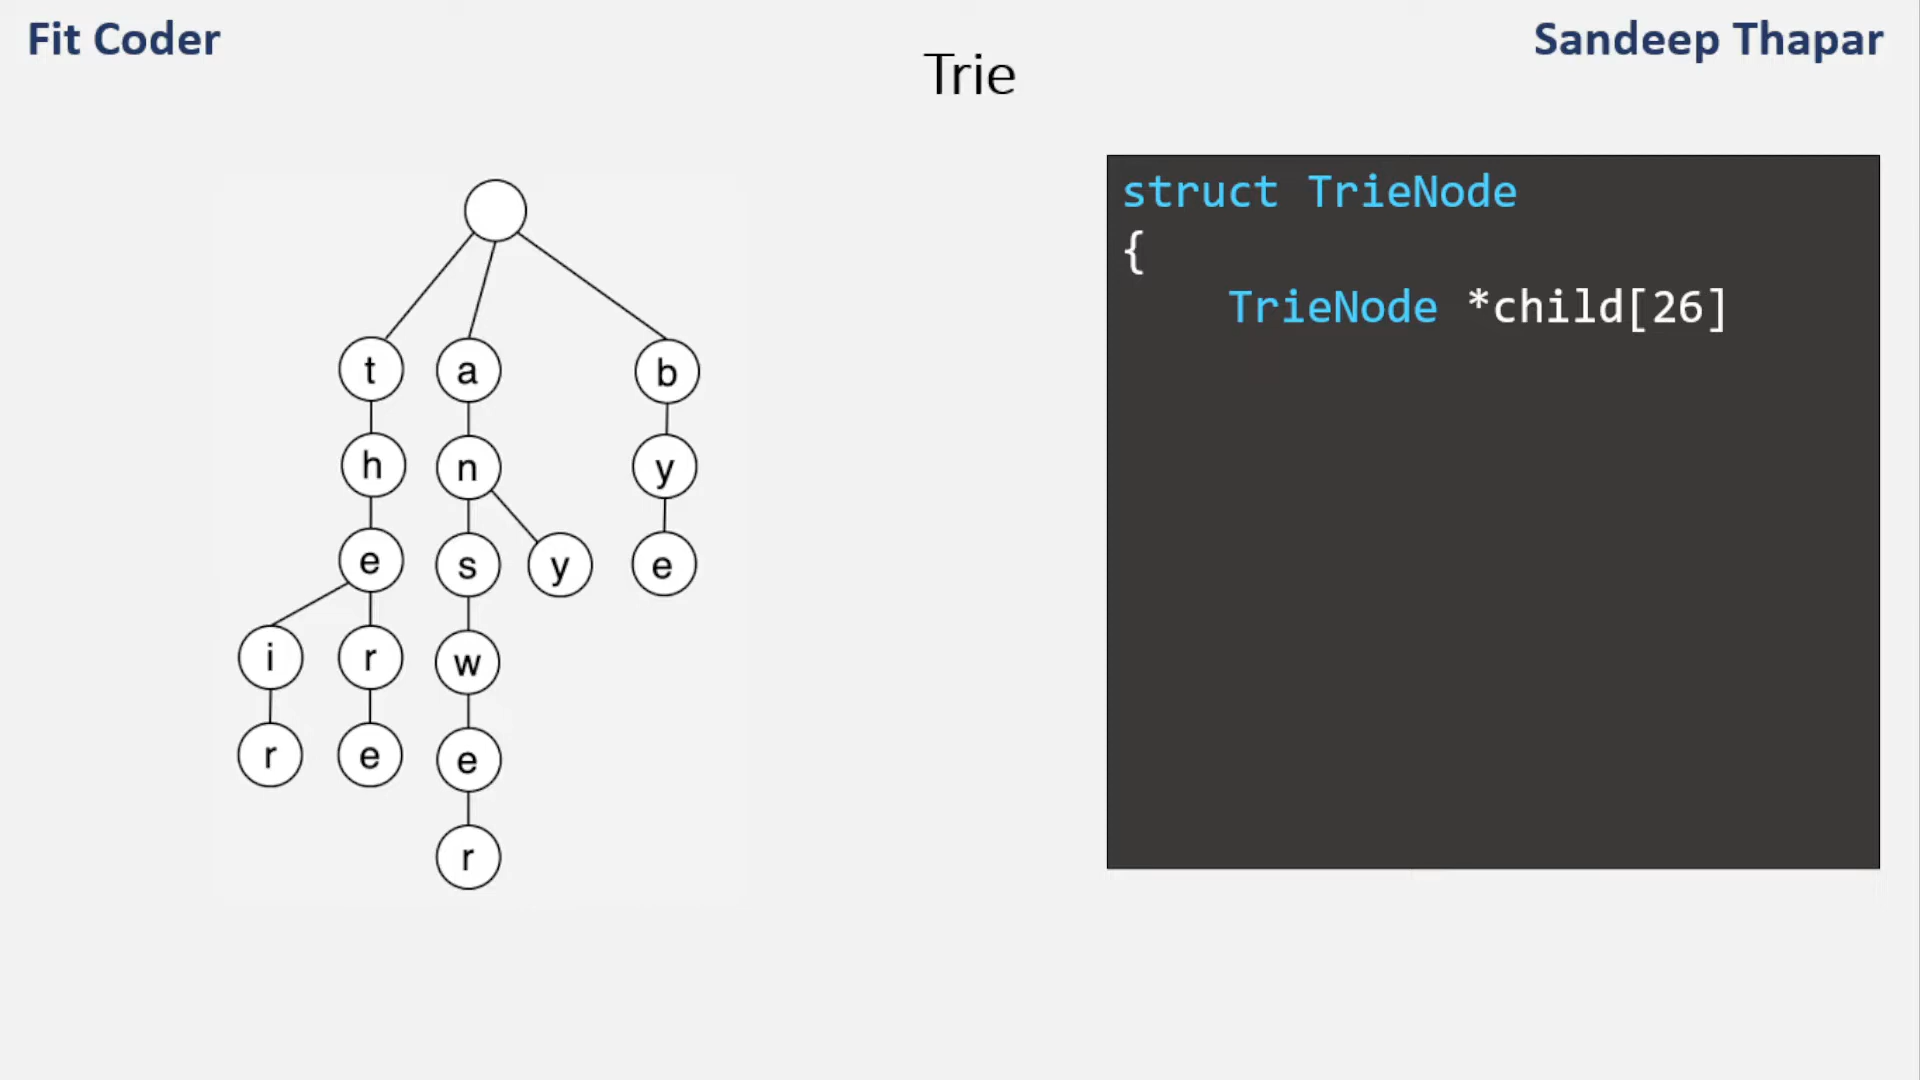 Fit Coder
Sandeep Thapar
Trie
struct TrieNode
{
TrieNode *child[26]
t a b
h n y
e s y e
i r w
r e e
r